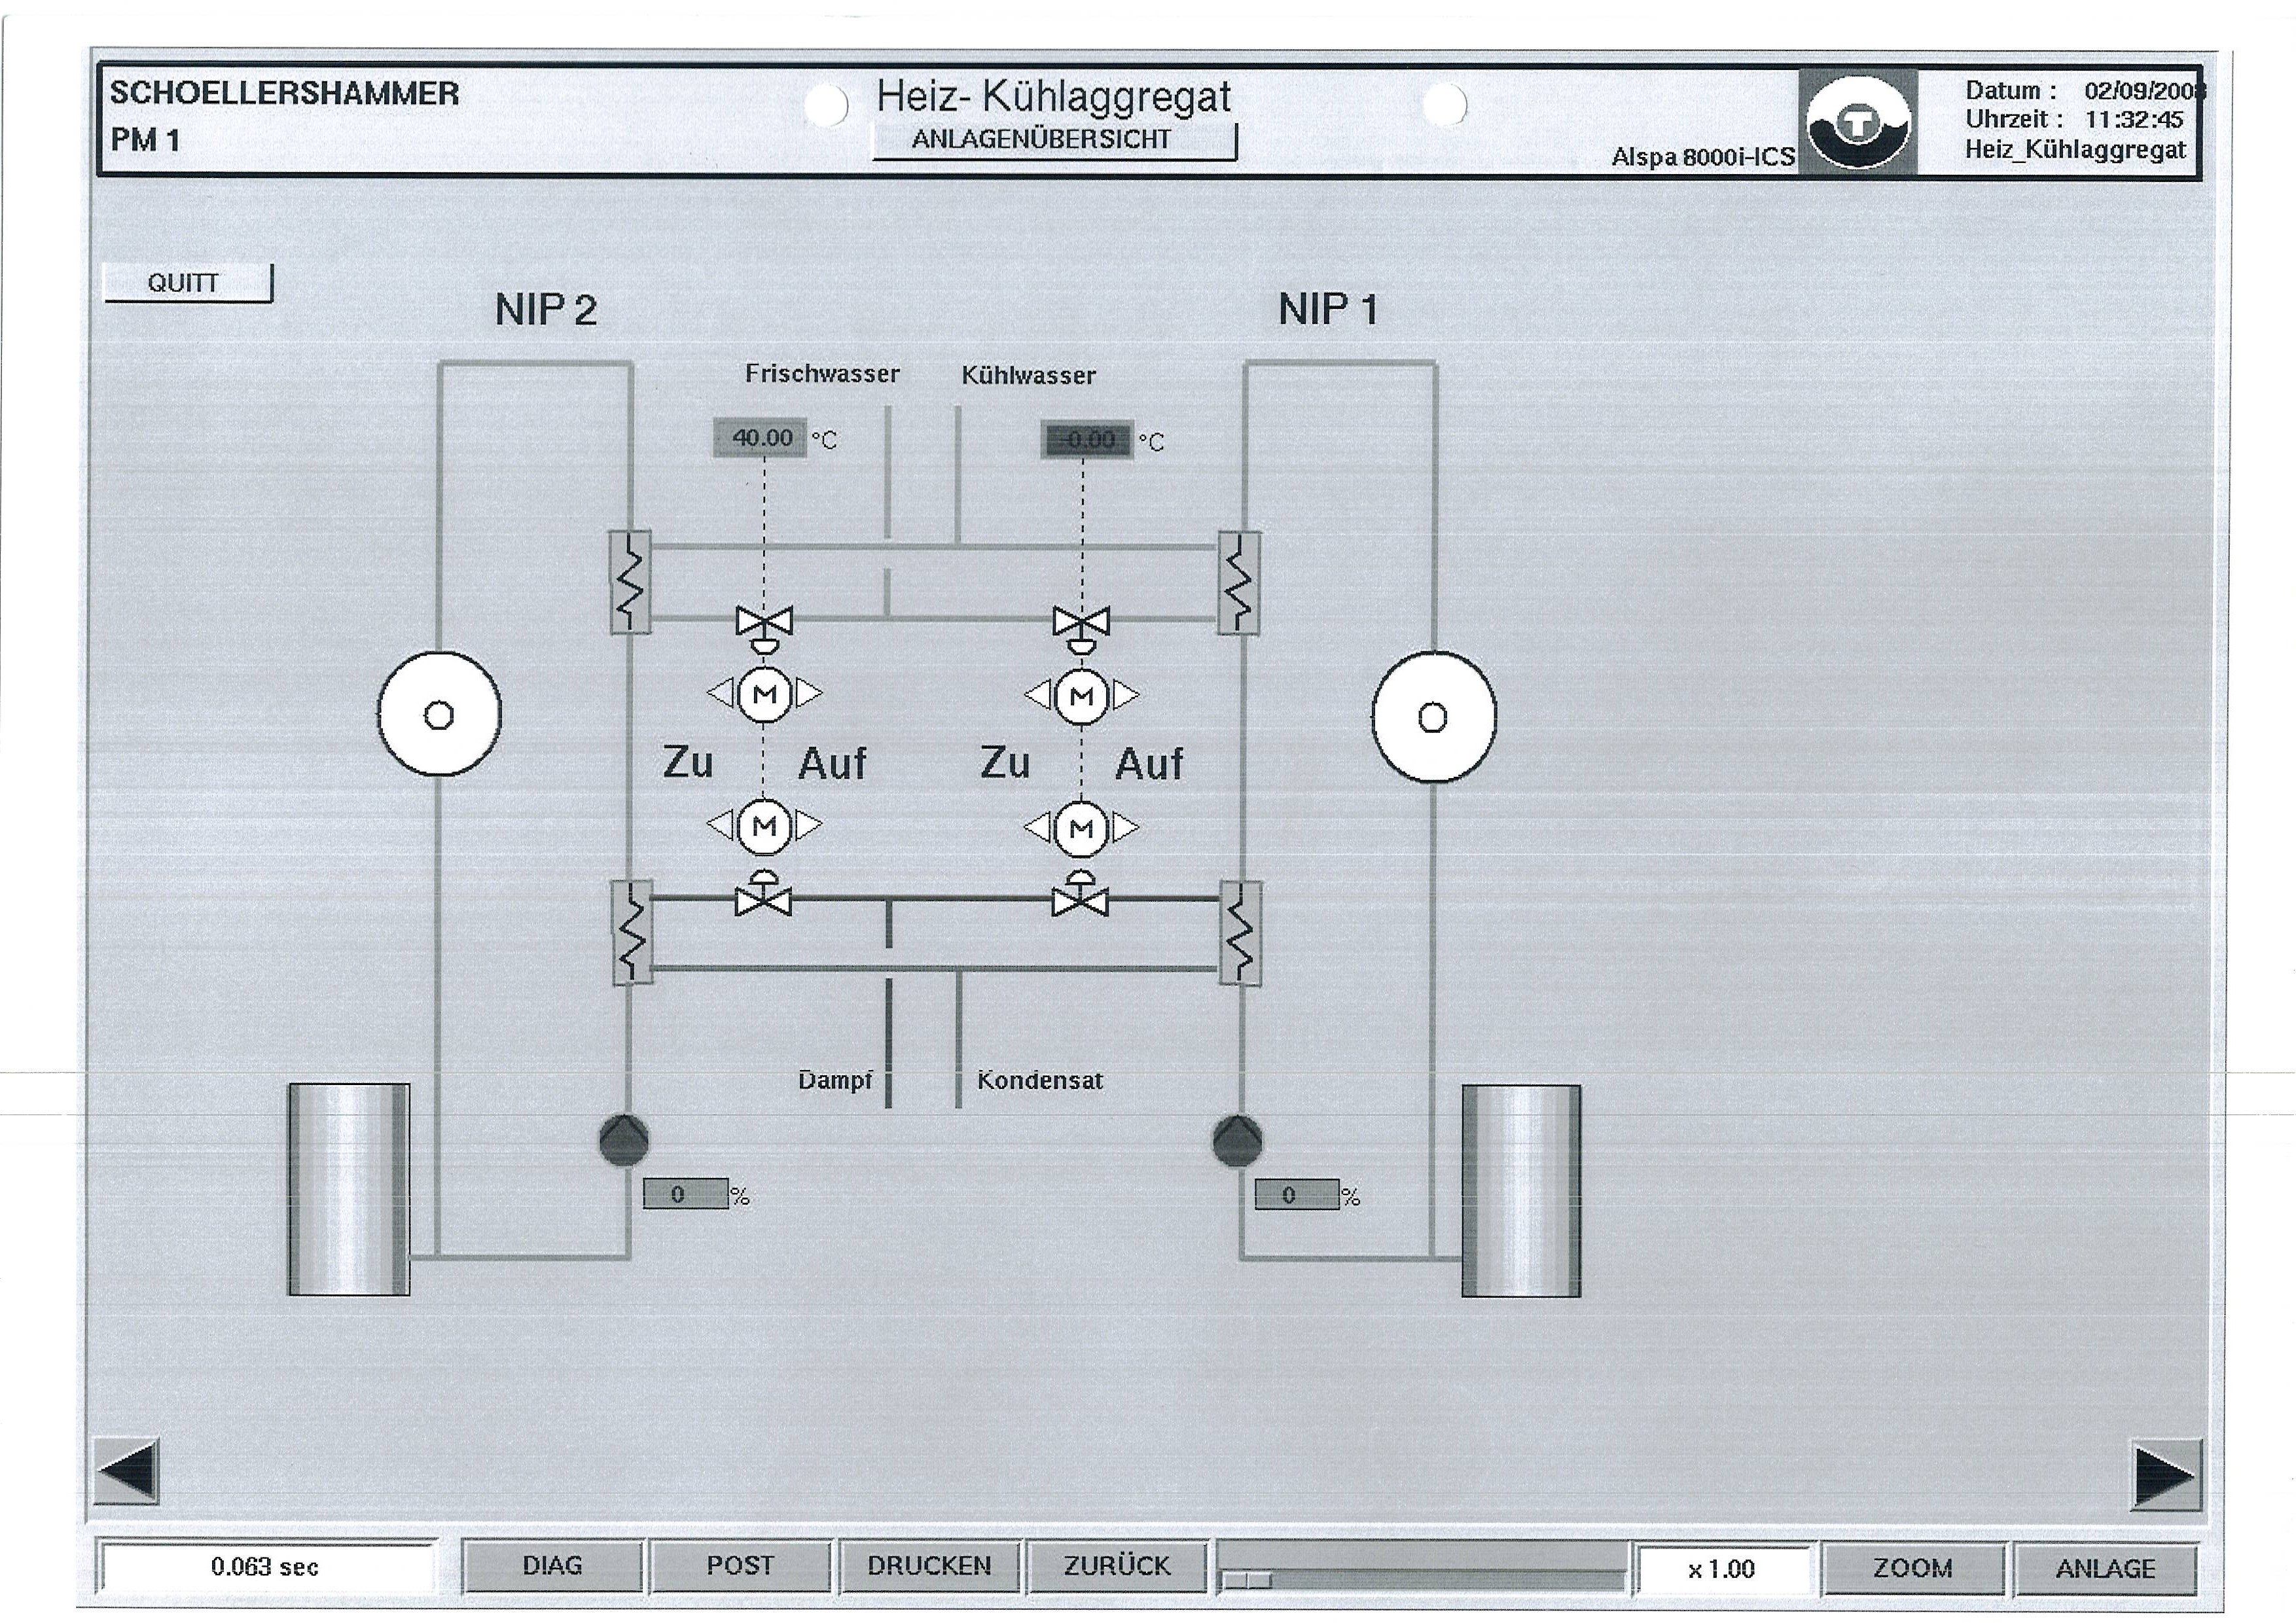 SCHOELLERSHAMMER
PM 1
Heiz- Kühlaggregat
ANLAGENÜBERSICHT
Alspa 8000i-ICS
T
Datum : 02/09/2008
Uhrzeit : 11:32:45
Heiz_Kühlaggregat
QUITT
NIP 2
NIP 1
Frischwasser
Kühlwasser
40.00 °C
-0.00 °C
M
M
Zu Auf
Zu Auf
M
M
Dampf
Kondensat
0 %
0 %
0.063 sec
DIAG
POST
DRUCKEN
ZURÜCK
x 1.00
ZOOM
ANLAGE